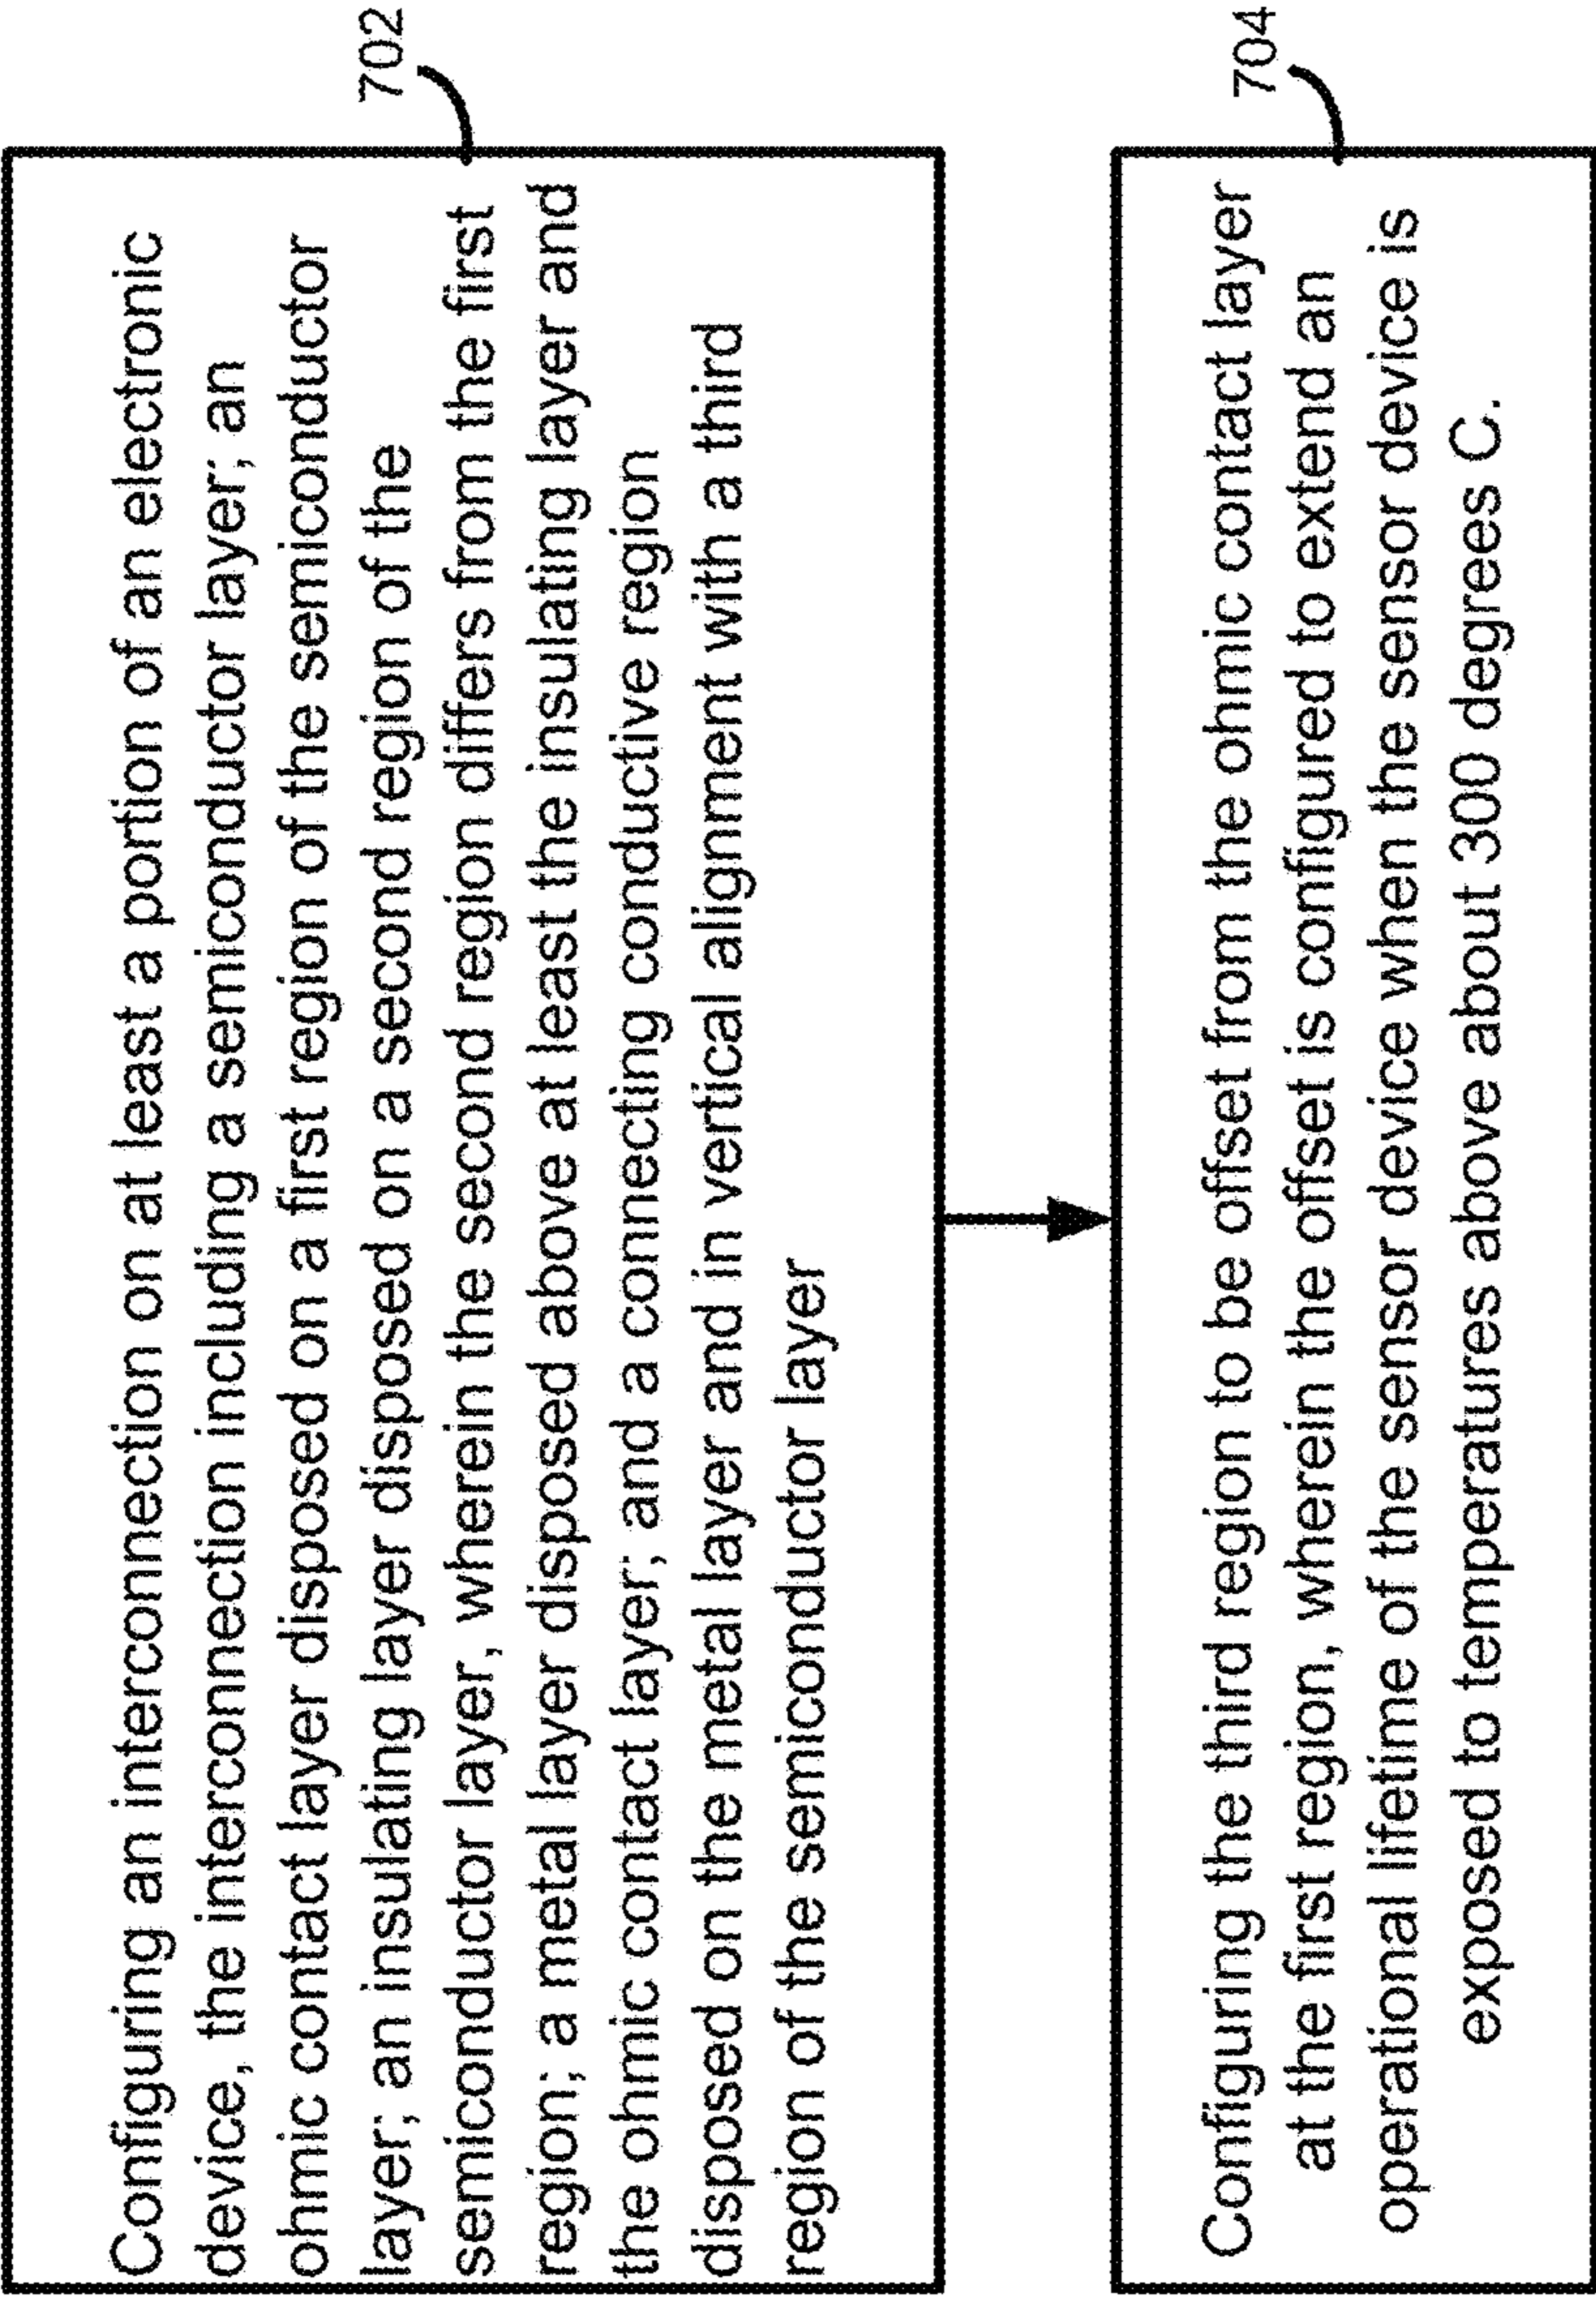 Configuring an interconnection on at least a portion of an electronic
device, the interconnection including a semiconductor layer; an
ohmic contact layer disposed on a first region of the semiconductor
layer; an insulating layer disposed on a second region of the
semiconductor layer, wherein the second region differs from the first
region; a metal layer disposed above at least the insulating layer and
the ohmic contact layer; and a connecting conductive region
disposed on the metal layer and in vertical alignment with a third
region of the semiconductor layer
702
Configuring the third region to be offset from the ohmic contact layer
at the first region, wherein the offset is configured to extend an
operational lifetime of the sensor device when the sensor device is
exposed to temperatures above about 300 degrees C.
704